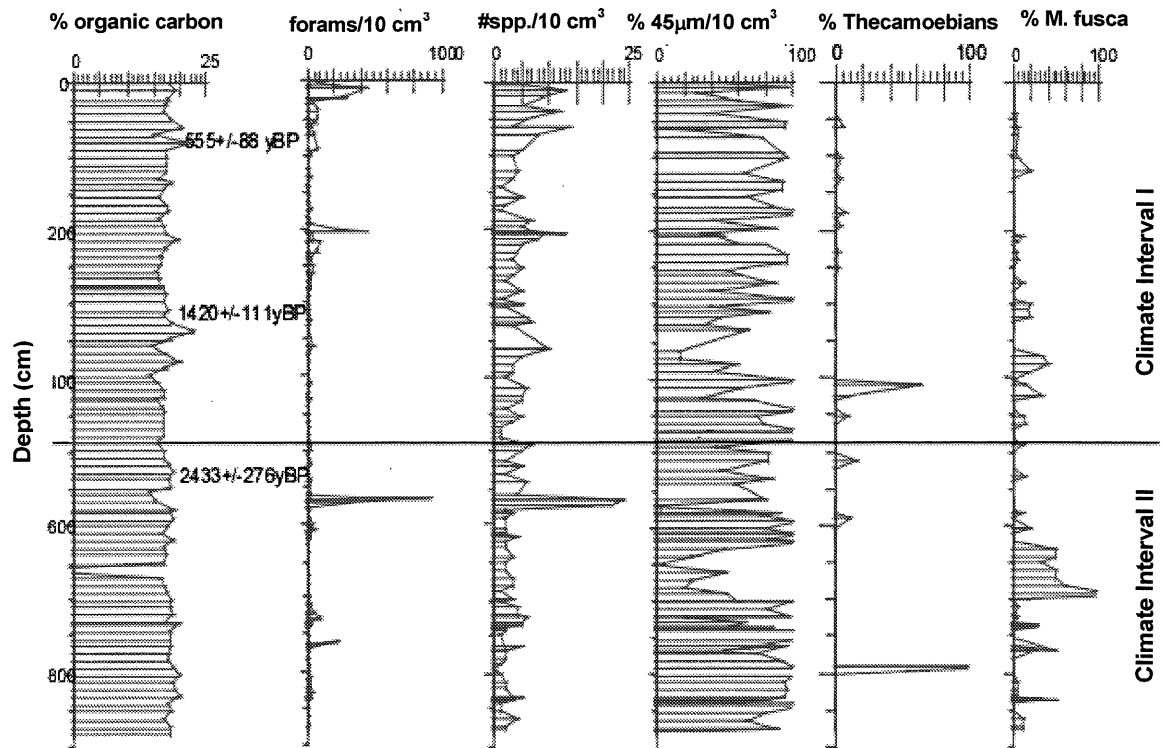 % organic carbon
forams/10 cm³
#spp./10 cm³
% 45µm/10 cm³
% Thecamoebians
% M. fusca
0 25
0 1000
0 25
0 100
0 100
0 100
0
555+/-88 yBP
200
1420+/-111yBP
100
2433+/-276yBP
600
800
Depth (cm)
Climate Interval I
Climate Interval II